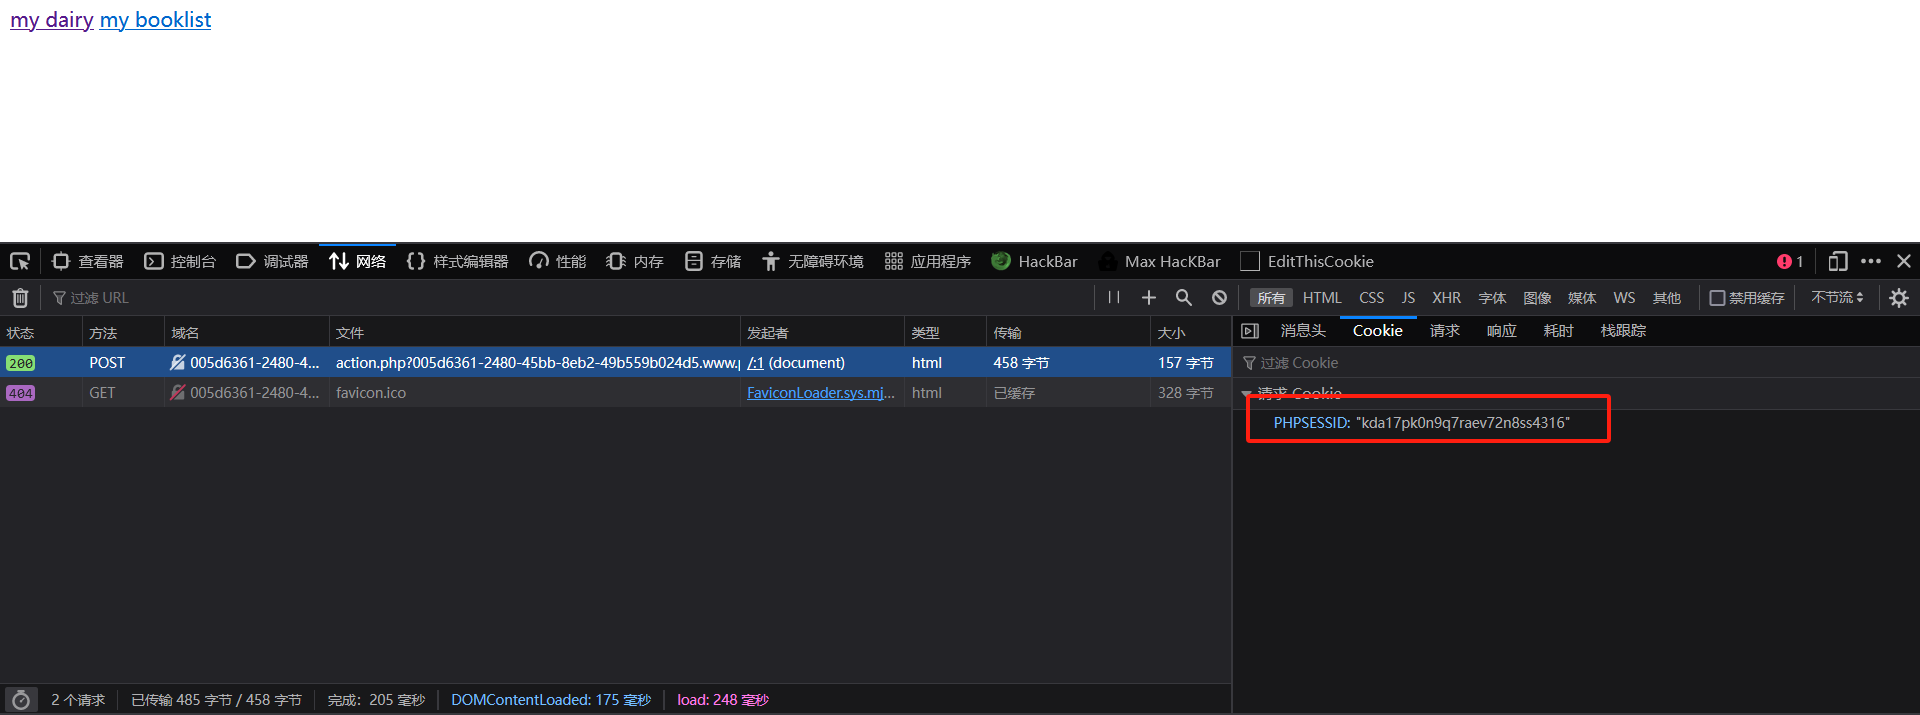 my dairy my booklist
查看器 控制台 调试器 网络 样式编辑器 性能 内存 存储 无障碍环境 应用程序 HackBar Max HacKBar EditThisCookie 1
过滤 URL 所有 HTML CSS JS XHR 字体 图像 媒体 WS 其他 禁用缓存 不节流
状态 方法 域名 文件 发起者 类型 传输 大小
200 POST 005d6361-2480-4... action.php?005d6361-2480-45bb-8eb2-49b559b024d5.www.p /:1 (document) html 458 字节 157 字节
404 GET 005d6361-2480-4... favicon.ico FaviconLoader.sys.mj... html 已缓存 328 字节
消息头 Cookie 请求 响应 耗时 栈跟踪
过滤 Cookie
请求 Cookie
PHPSESSID: "kda17pk0n9q7raev72n8ss4316"
2 个请求 已传输 485 字节 / 458 字节 完成: 205 毫秒 DOMContentLoaded: 175 毫秒 load: 248 毫秒